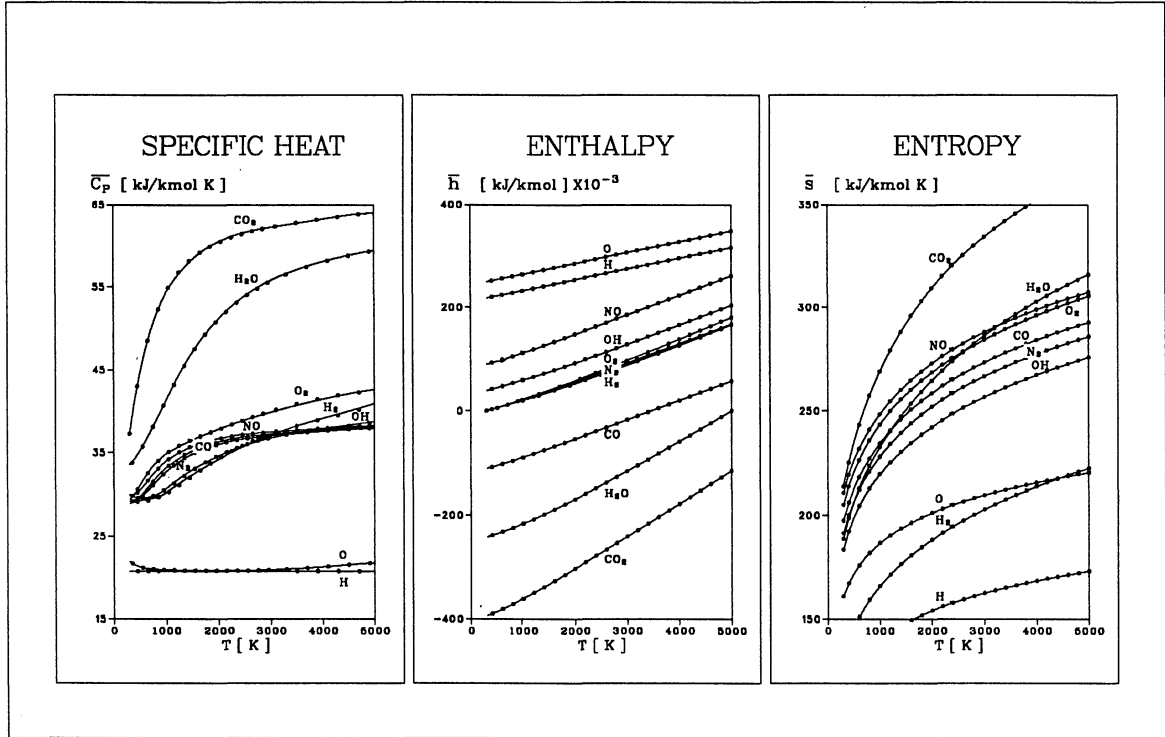 SPECIFIC HEAT
C̅P [ kJ/kmol K ]
65
55
45
35
25
15
0
1000
2000
3000
4000
5000
T [ K ]
CO₂
H₂O
O₂
H₂
OH
NO
CO
N₂
O
H
ENTHALPY
h̅ [ kJ/kmol ] X10⁻³
400
200
0
-200
-400
0
1000
2000
3000
4000
5000
T [ K ]
O
H
NO
OH
O₂
N₂
H₂
CO
H₂O
CO₂
ENTROPY
s̅ [ kJ/kmol K ]
350
300
250
200
150
0
1000
2000
3000
4000
5000
T [ K ]
CO₂
H₂O
O₂
NO
CO
N₂
OH
O
H₂
H